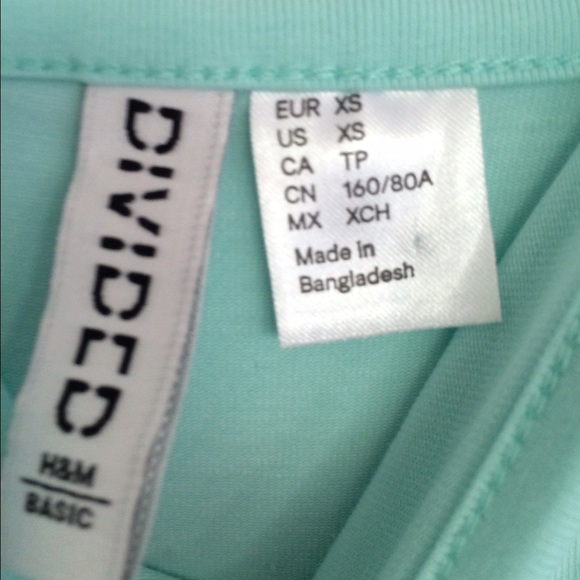 DIVIDED
H&M
BASIC
EUR XS
US XS
CA TP
CN 160/80A
MX XCH
Made in
Bangladesh